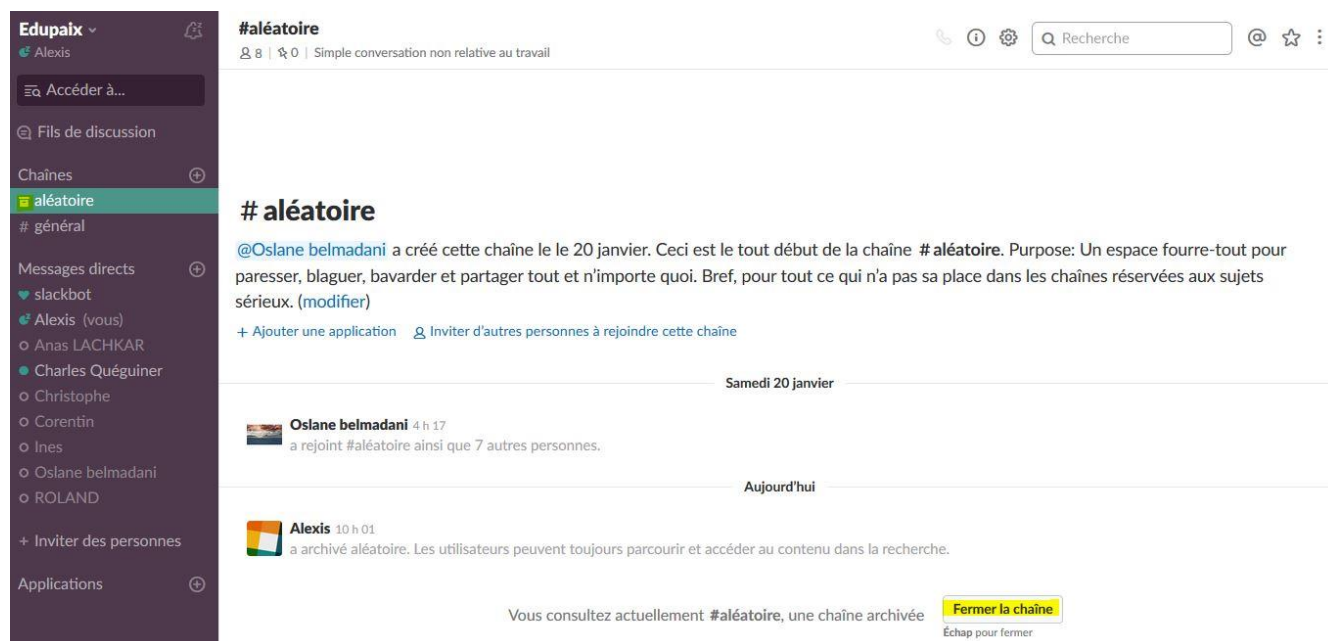 Edupaix
Alexis
Accéder à...
Fils de discussion
Chaînes
aléatoire
# général
Messages directs
slackbot
Alexis (vous)
Anas LACHKAR
Charles Quéguiner
Christophe
Corentin
Ines
Oslane belmadani
ROLAND
+ Inviter des personnes
Applications
#aléatoire
8 | 0 | Simple conversation non relative au travail
Recherche
# aléatoire
@Oslane belmadani a créé cette chaîne le le 20 janvier. Ceci est le tout début de la chaîne # aléatoire. Purpose: Un espace fourre-tout pour
paresser, blaguer, bavarder et partager tout et n'importe quoi. Bref, pour tout ce qui n'a pas sa place dans les chaînes réservées aux sujets
sérieux. (modifier)
+ Ajouter une application Inviter d'autres personnes à rejoindre cette chaîne
Samedi 20 janvier
Oslane belmadani 4 h 17
a rejoint #aléatoire ainsi que 7 autres personnes.
Aujourd'hui
Alexis 10 h 01
a archivé aléatoire. Les utilisateurs peuvent toujours parcourir et accéder au contenu dans la recherche.
Vous consultez actuellement #aléatoire, une chaîne archivée Fermer la chaîne
Échap pour fermer